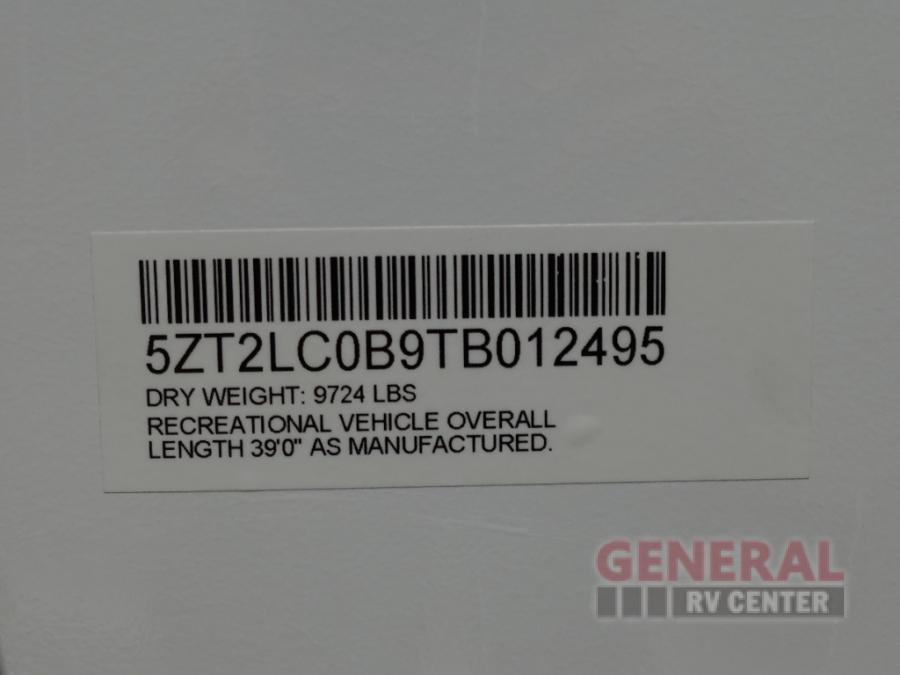 5ZT2LC0B9TB012495
DRY WEIGHT: 9724 LBS
RECREATIONAL VEHICLE OVERALL
LENGTH 39'0" AS MANUFACTURED.
GENERAL
RV CENTER